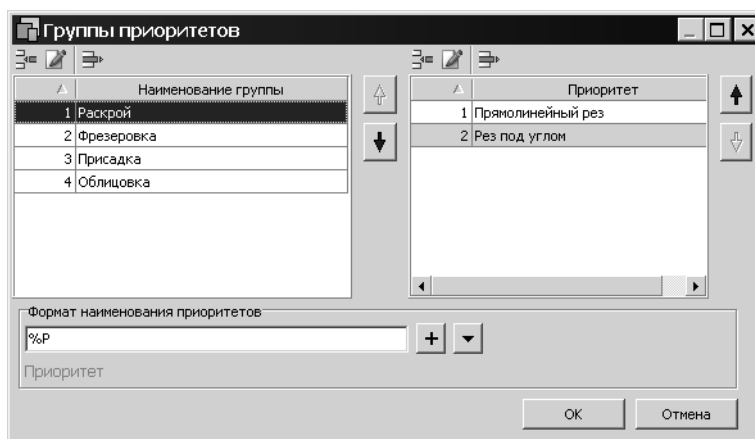 Группы приоритетов
Наименование группы
1 Раскрой
2 Фрезеровка
3 Присадка
4 Облицовка
Приоритет
1 Прямолинейный рез
2 Рез под углом
Формат наименования приоритетов
%P
Приоритет
OK Отмена